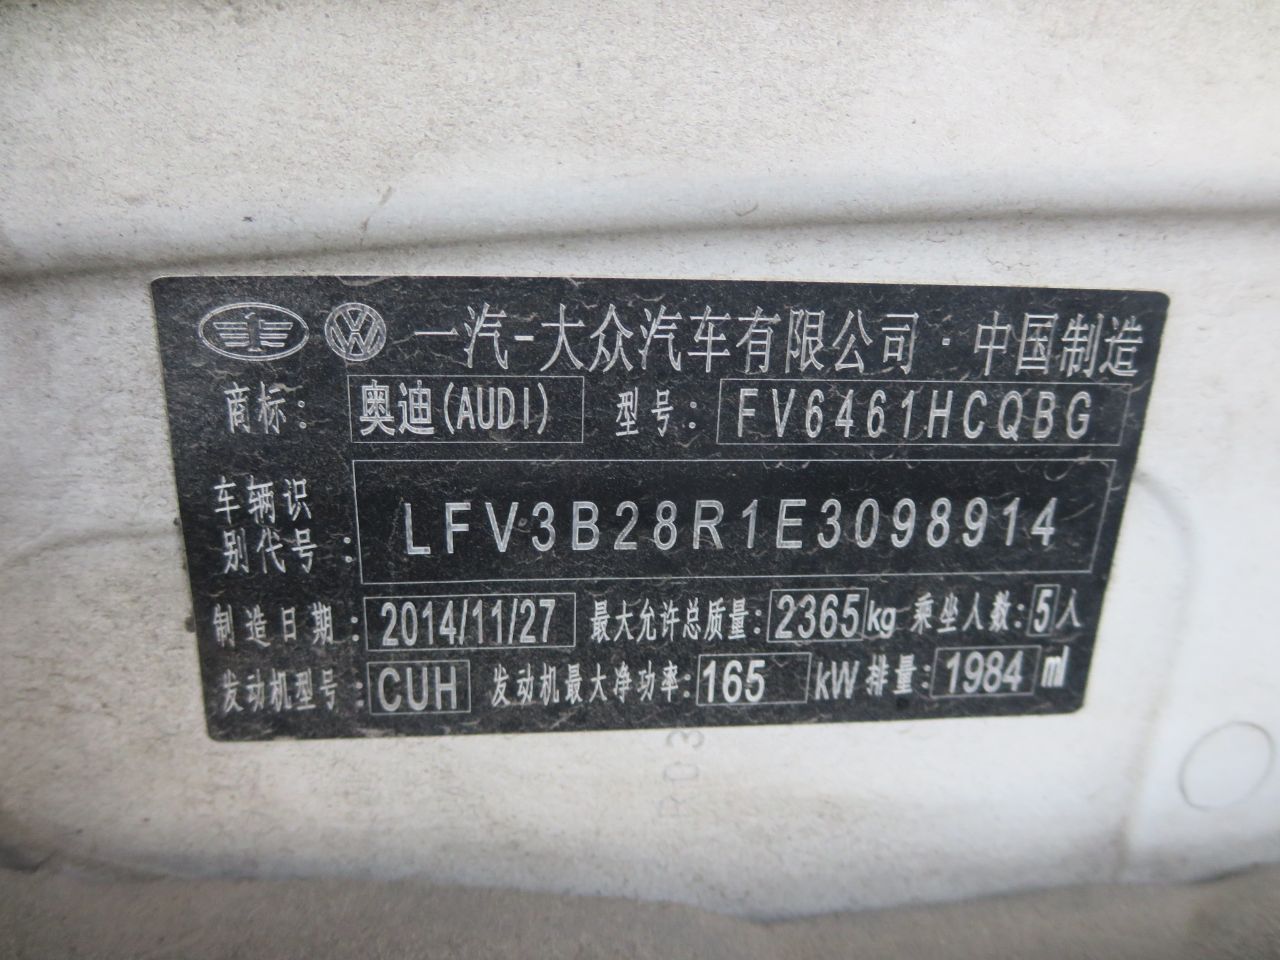 一汽-大众汽车有限公司·中国制造
商标: 奥迪(AUDI) 型号: FV6461HCQBG
车辆识
别代号: LFV3B28R1E3098914
制造日期: 2014/11/27 最大允许总质量: 2365kg 乘坐人数: 5人
发动机型号: CUH 发动机最大净功率: 165 kW 排量: 1984 ml